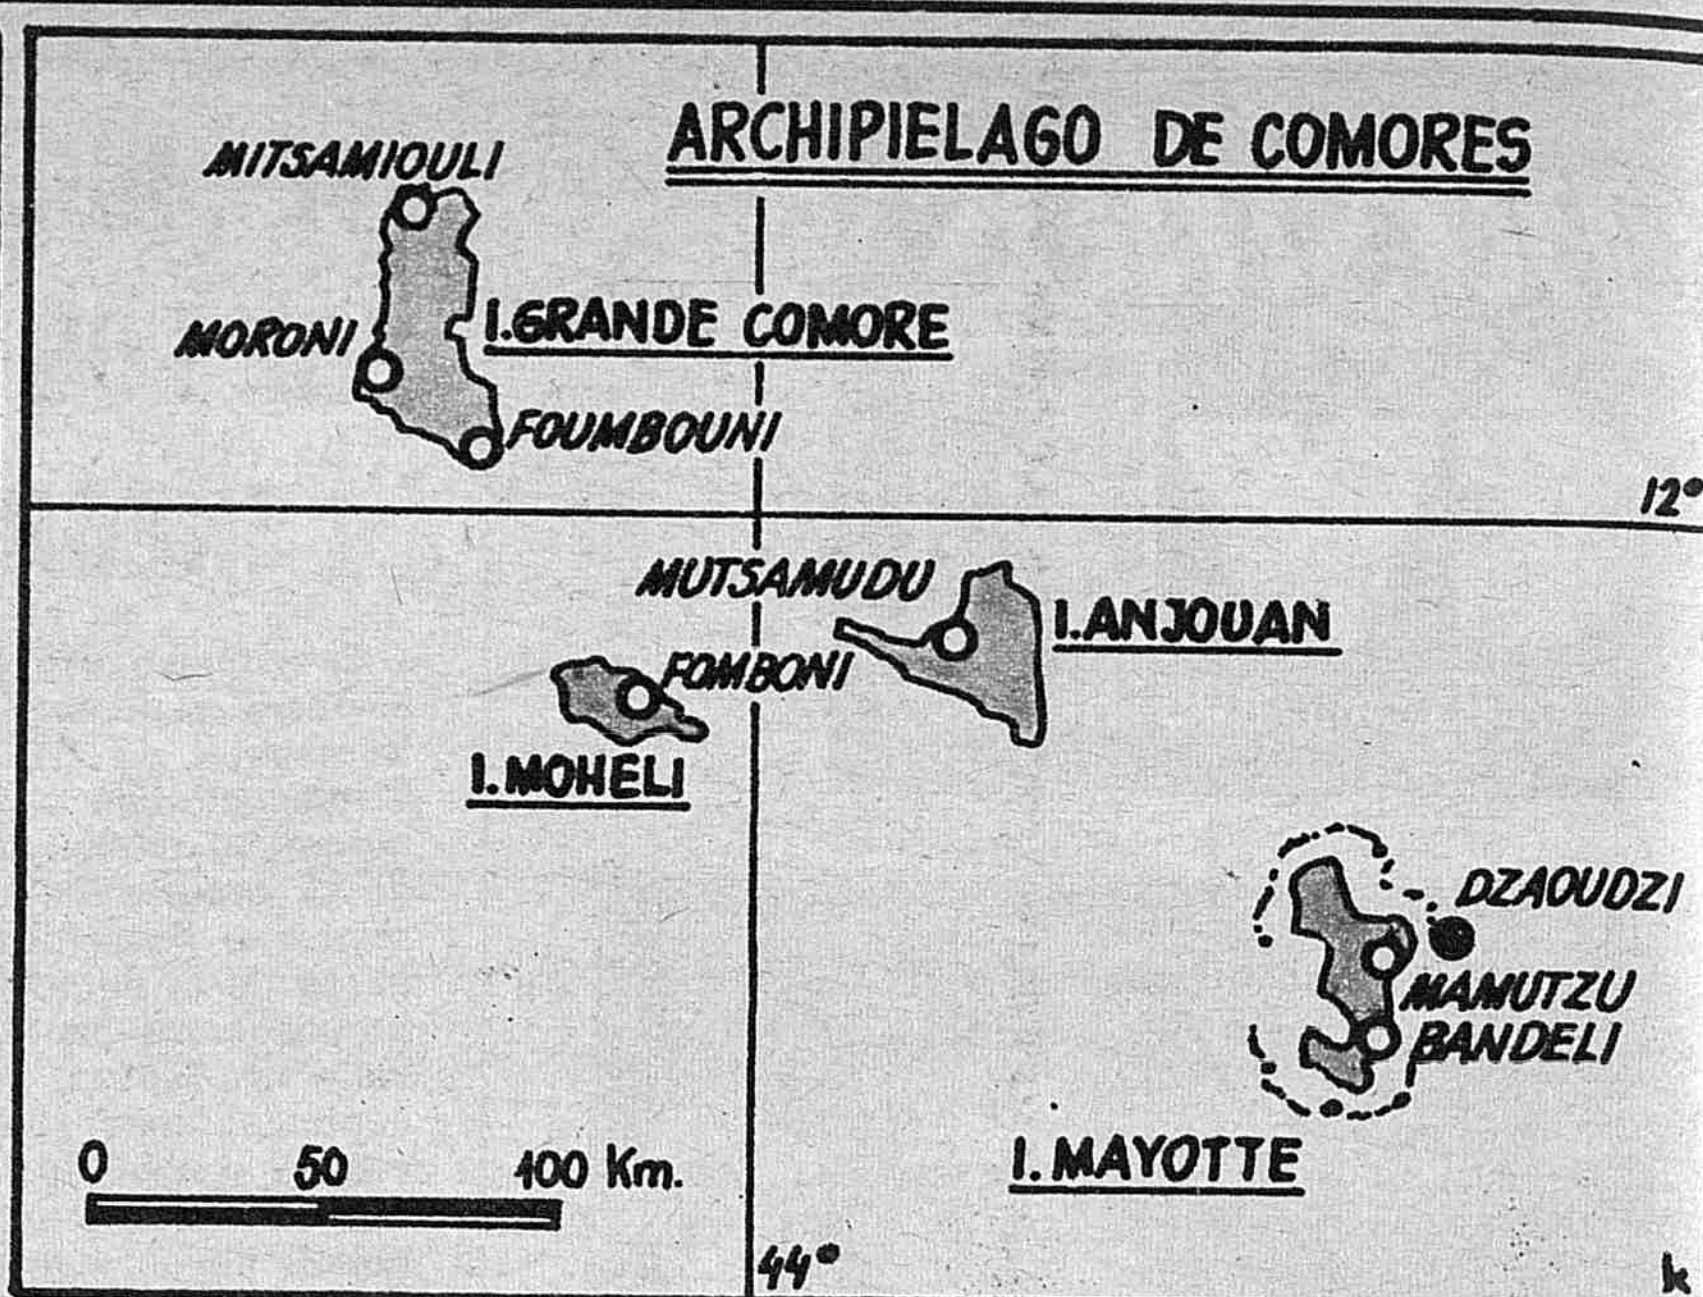 ARCHIPIELAGO DE COMORES
MITSAMIOULI
I. GRANDE COMORE
MORONI
FOUMBOUNI
12°
MUTSAMUDU
I. ANJOUAN
FOMBONI
I. MOHELI
DZAOUDZI
MAMUTZU
BANDELI
I. MAYOTTE
0 50 100 Km.
44°
k